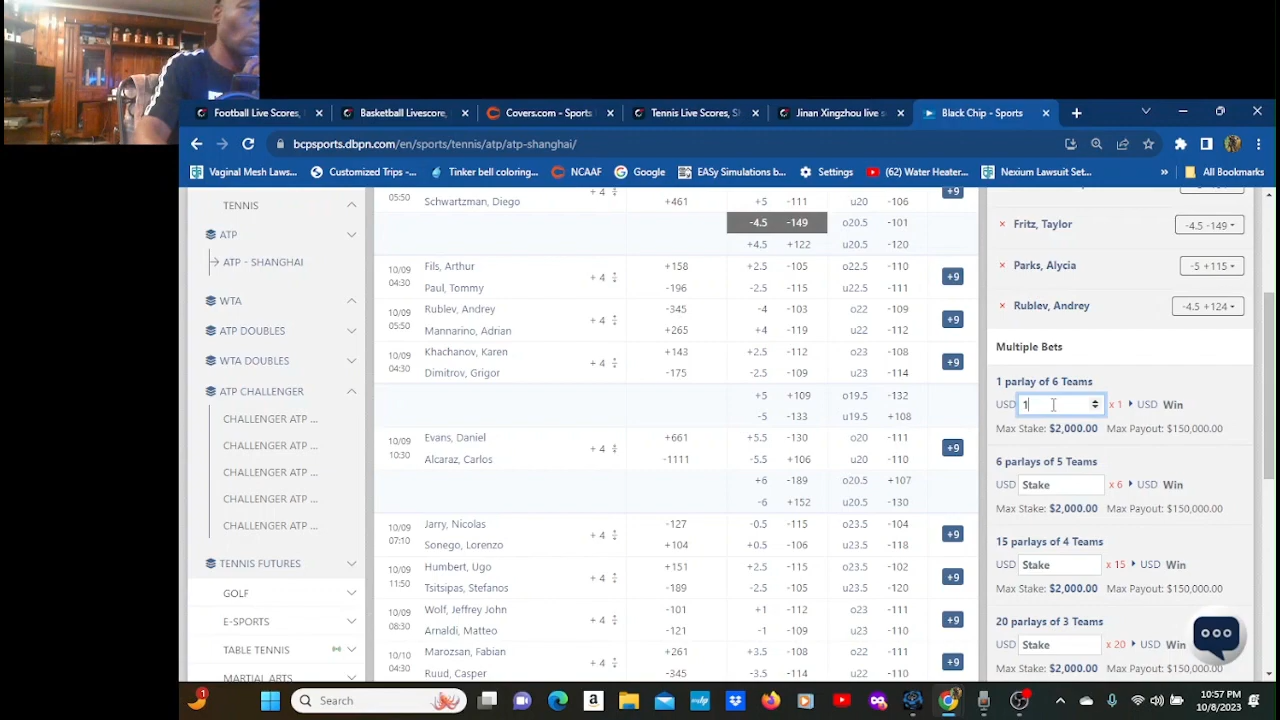 Football Live Scores, Basketball Livescore, Covers.com - Sports Tennis Live Scores, Jinan Xingzhou live Black Chip - Sports
bcpsports.dbpn.com/en/sports/tennis/atp/atp-shanghai/
Vaginal Mesh Laws... Customized Trips -... Tinker bell coloring... NCAAF Google EASy Simulations b... Settings (62) Water Heater... Nexium Lawsuit Set... » All Bookmarks
TENNIS
ATP
ATP - SHANGHAI
WTA
ATP DOUBLES
WTA DOUBLES
ATP CHALLENGER
CHALLENGER ATP ...
CHALLENGER ATP ...
CHALLENGER ATP ...
CHALLENGER ATP ...
CHALLENGER ATP ...
TENNIS FUTURES
GOLF
E-SPORTS
TABLE TENNIS
05:50 + 4 +9
Schwartzman, Diego +461 +5 -111 u20 -106
-4.5 -149 o20.5 -101
+4.5 +122 u20.5 -120
10/09 04:30 Fils, Arthur + 4 +158 +2.5 -105 o22.5 -110 +9
Paul, Tommy -196 -2.5 -115 u22.5 -111
10/09 05:50 Rublev, Andrey + 4 -345 -4 -103 o22 -109 +9
Mannarino, Adrian +265 +4 -119 u22 -112
10/09 04:30 Khachanov, Karen + 4 +143 +2.5 -112 o23 -108 +9
Dimitrov, Grigor -175 -2.5 -109 u23 -114
+5 +109 o19.5 -132
-5 -133 u19.5 +108
10/09 10:30 Evans, Daniel + 4 +661 +5.5 -130 o20 -111 +9
Alcaraz, Carlos -1111 -5.5 +106 u20 -110
+6 -189 o20.5 +107
-6 +152 u20.5 -130
10/09 07:10 Jarry, Nicolas + 4 -127 -0.5 -115 o23.5 -104 +9
Sonego, Lorenzo +104 +0.5 -106 u23.5 -118
10/09 11:50 Humbert, Ugo + 4 +151 +2.5 -115 o23.5 -102 +9
Tsitsipas, Stefanos -189 -2.5 -105 u23.5 -120
10/09 08:30 Wolf, Jeffrey John + 4 -101 +1 -112 o23 -111 +9
Arnaldi, Matteo -121 -1 -109 u23 -110
10/10 04:30 Marozsan, Fabian + 4 +261 +3.5 -108 o22 -111 +9
Ruud, Casper -345 -3.5 -114 u22 -110
× Fritz, Taylor -4.5 -149
× Parks, Alycia -5 +115
× Rublev, Andrey -4.5 +124
Multiple Bets
1 parlay of 6 Teams
USD 1 x 1 USD Win
Max Stake: $2,000.00 Max Payout: $150,000.00
6 parlays of 5 Teams
USD Stake x 6 USD Win
Max Stake: $2,000.00 Max Payout: $150,000.00
15 parlays of 4 Teams
USD Stake x 15 USD Win
Max Stake: $2,000.00 Max Payout: $150,000.00
20 parlays of 3 Teams
USD Stake x 20 USD Win
Max Stake: $2,000.00 Max Payout: $150,000.00
1 Search 10:57 PM
10/8/2023